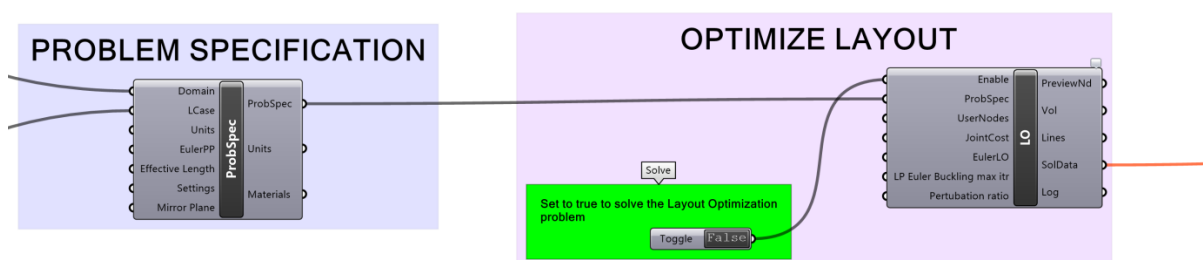 PROBLEM SPECIFICATION
Domain
LCase
Units
EulerPP
Effective Length
Settings
Mirror Plane
ProbSpec
ProbSpec
Units
Materials
OPTIMIZE LAYOUT
Enable
ProbSpec
UserNodes
JointCost
EulerLO
LP Euler Buckling max itr
Pertubation ratio
LO
PreviewNd
Vol
Lines
SolData
Log
Solve
Set to true to solve the Layout Optimization
problem
Toggle False